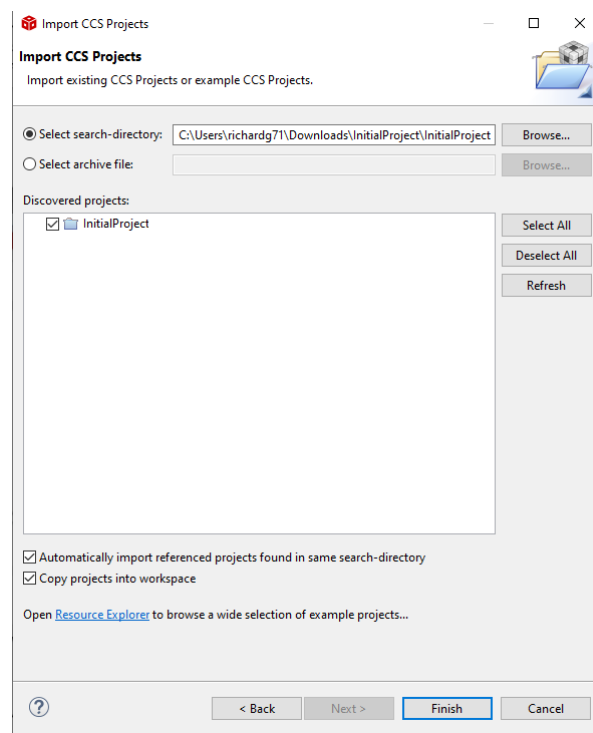 Import CCS Projects
Import CCS Projects
Import existing CCS Projects or example CCS Projects.
Select search-directory: C:\Users\richardg71\Downloads\InitialProject\InitialProject Browse...
Select archive file: Browse...
Discovered projects:
InitialProject
Select All
Deselect All
Refresh
Automatically import referenced projects found in same search-directory
Copy projects into workspace
Open Resource Explorer to browse a wide selection of example projects...
? < Back Next > Finish Cancel